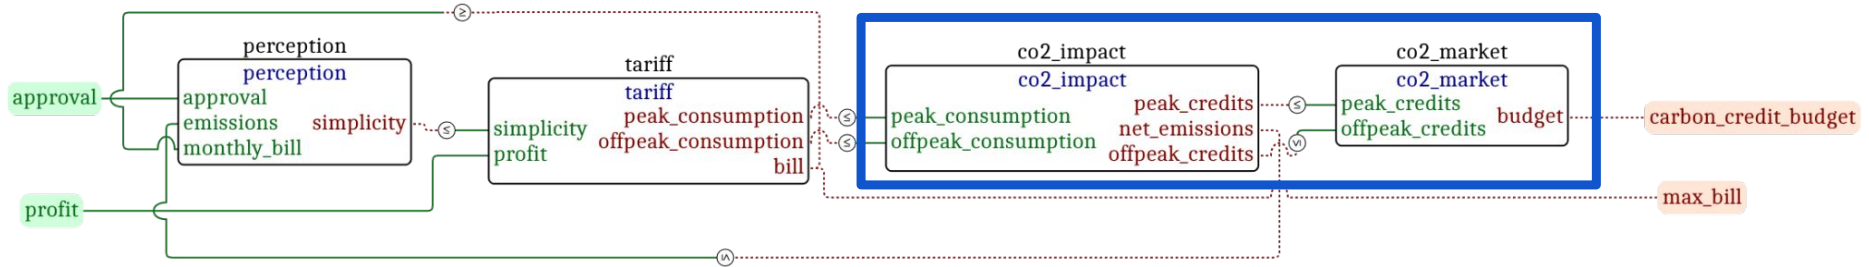 approval
profit
perception
perception
approval
emissions
monthly_bill
simplicity
tariff
tariff
simplicity
profit
peak_consumption
offpeak_consumption
bill
co2_impact
co2_impact
peak_consumption
offpeak_consumption
peak_credits
net_emissions
offpeak_credits
co2_market
co2_market
peak_credits
offpeak_credits
budget
carbon_credit_budget
max_bill
≥
≤
≤
≤
≤
≤
≤